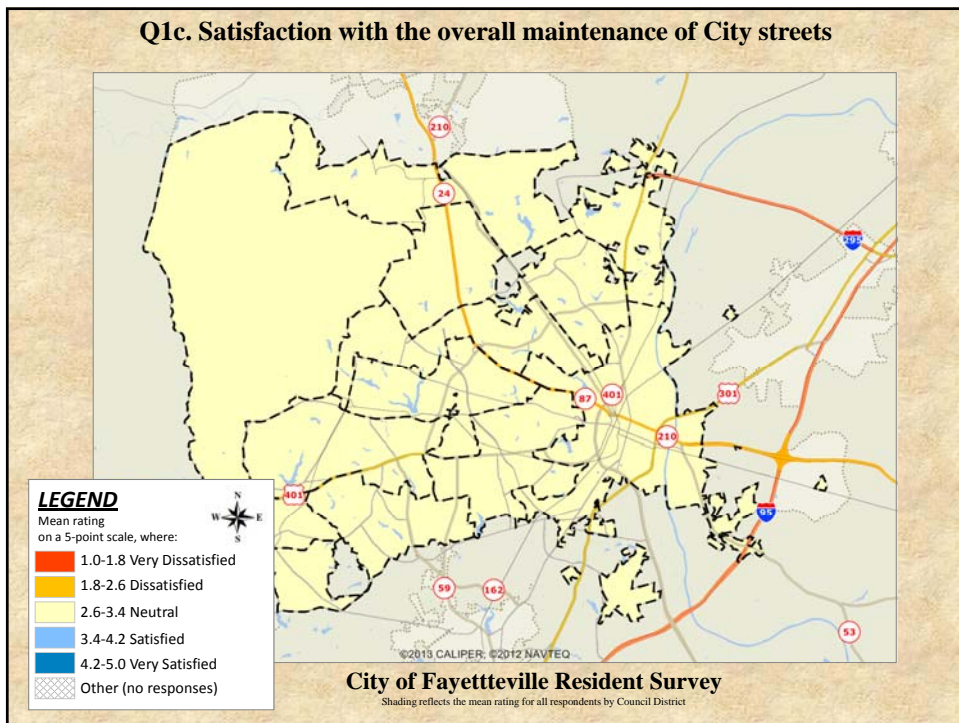 Q1c. Satisfaction with the overall maintenance of City streets
210
24
295
87
401
301
210
401
95
59
162
53
LEGEND
Mean rating
on a 5-point scale, where:
N
W E
S
1.0-1.8 Very Dissatisfied
1.8-2.6 Dissatisfied
2.6-3.4 Neutral
3.4-4.2 Satisfied
4.2-5.0 Very Satisfied
Other (no responses)
©2013 CALIPER; ©2012 NAVTEQ
City of Fayettteville Resident Survey
Shading reflects the mean rating for all respondents by Council District